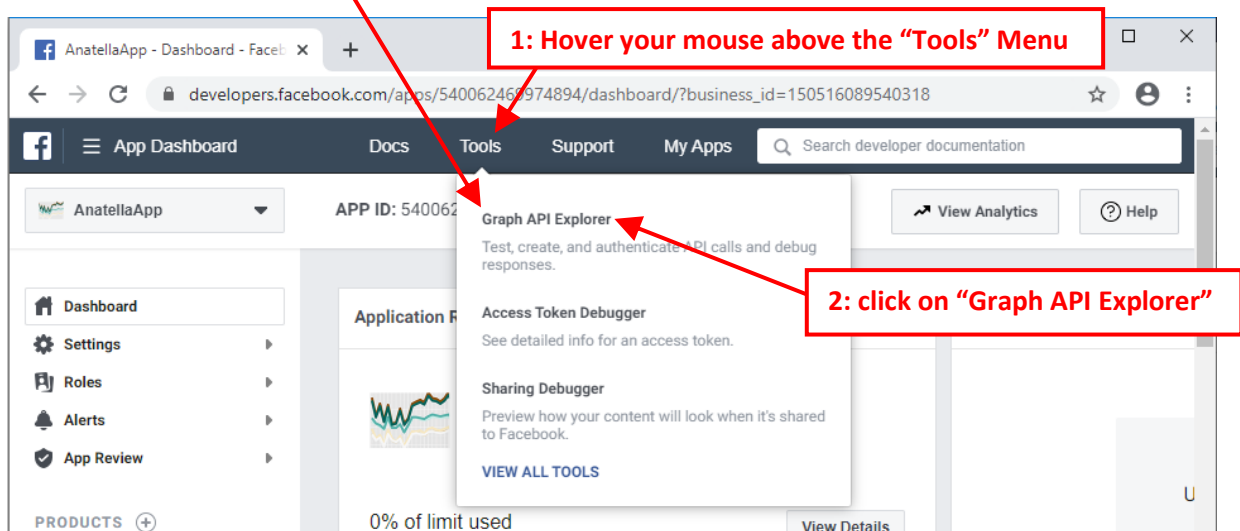 AnatellaApp - Dashboard - Faceb
1: Hover your mouse above the “Tools” Menu
developers.facebook.com/apps/540062469974894/dashboard/?business_id=150516089540318
App Dashboard Docs Tools Support My Apps Search developer documentation
AnatellaApp APP ID: 540062 View Analytics Help
Graph API Explorer
Test, create, and authenticate API calls and debug
responses.
2: click on “Graph API Explorer”
Dashboard
Settings
Roles
Alerts
App Review
PRODUCTS
Application R
Access Token Debugger
See detailed info for an access token.
Sharing Debugger
Preview how your content will look when it's shared
to Facebook.
VIEW ALL TOOLS
0% of limit used View Details
U